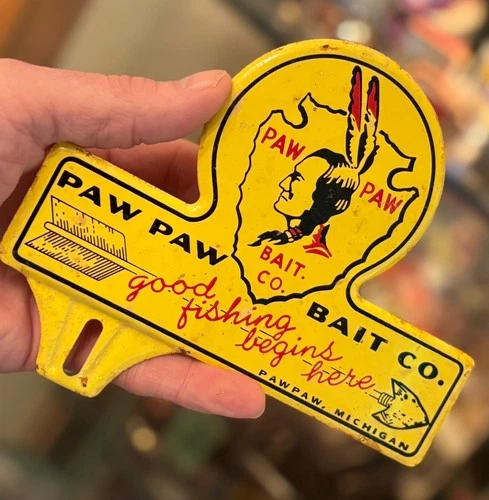 PAW
PAW
BAIT.
CO.
PAW PAW BAIT CO.
good
fishing
begins
here
PAWPAW, MICHIGAN